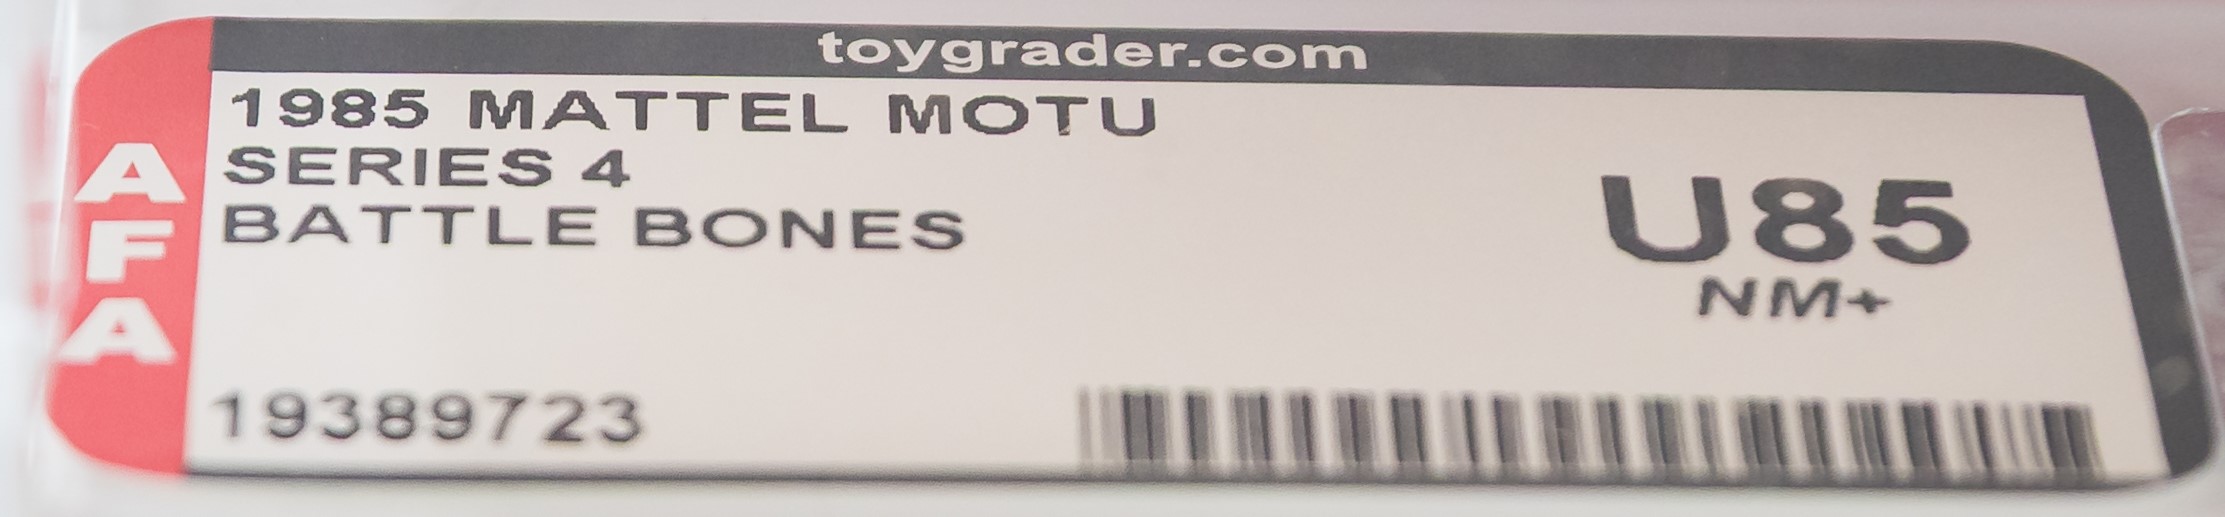 toygrader.com
AFA
1985 MATTEL MOTU
SERIES 4
BATTLE BONES
U85
NM+
19389723